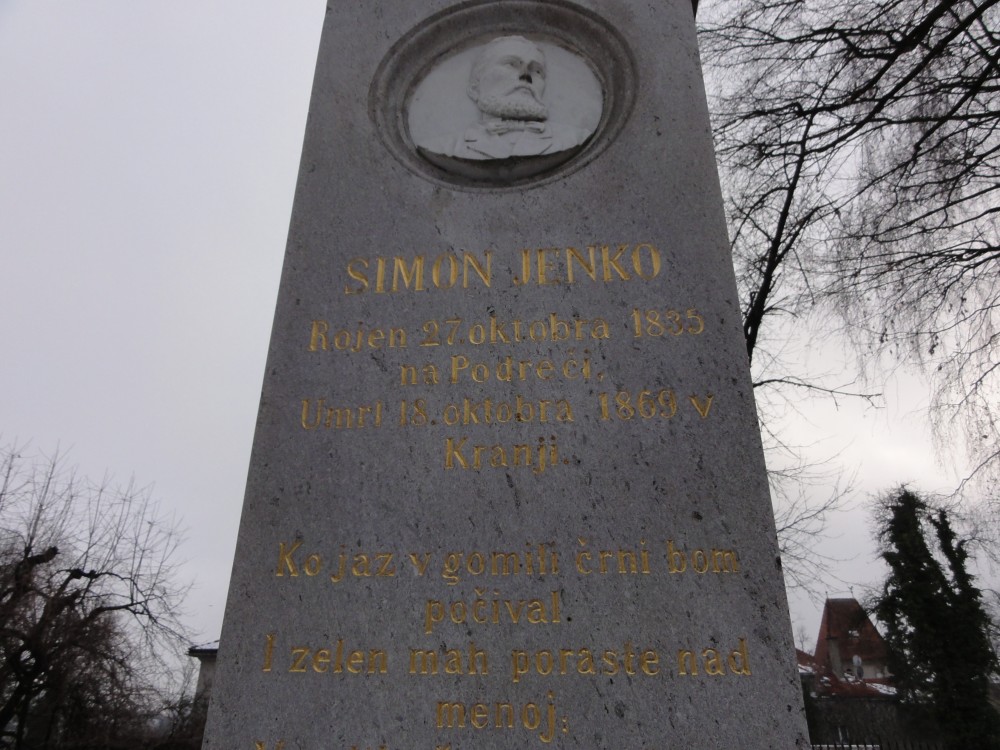 SIMON JENKO
Rojen 27 oktobra 1835
na Podreči,
Umrl 18. oktobra 1869 v
Kranji.
Ko jaz v gomili črni bom
počival.
I zelen mah poraste nad
menoj;